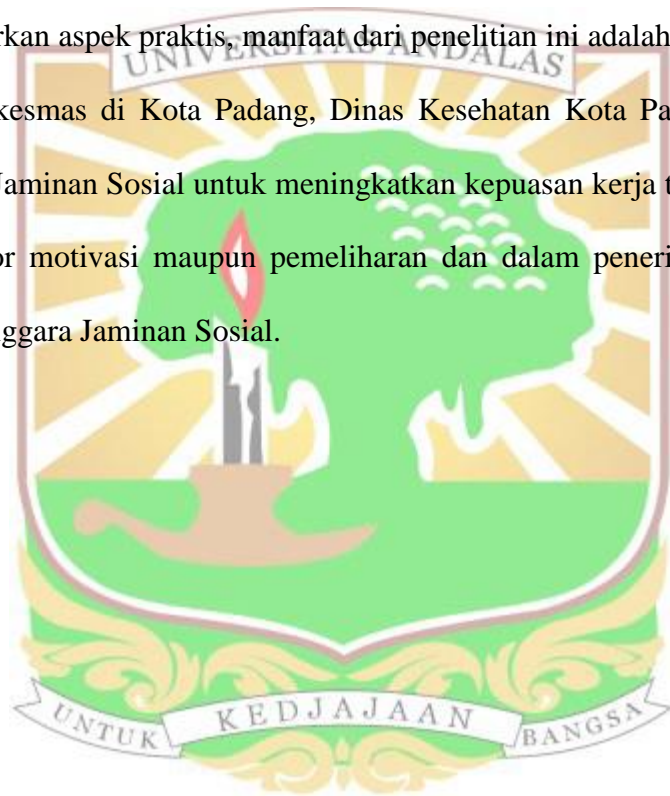 rkan aspek praktis, manfaat dari penelitian ini adalah
UNIVERSITAS ANDALAS
kesmas di Kota Padang, Dinas Kesehatan Kota Pa
Jaminan Sosial untuk meningkatkan kepuasan kerja t
or motivasi maupun pemeliharan dan dalam peneri
ggara Jaminan Sosial.
UNTUK KEDJAJAAN BANGSA